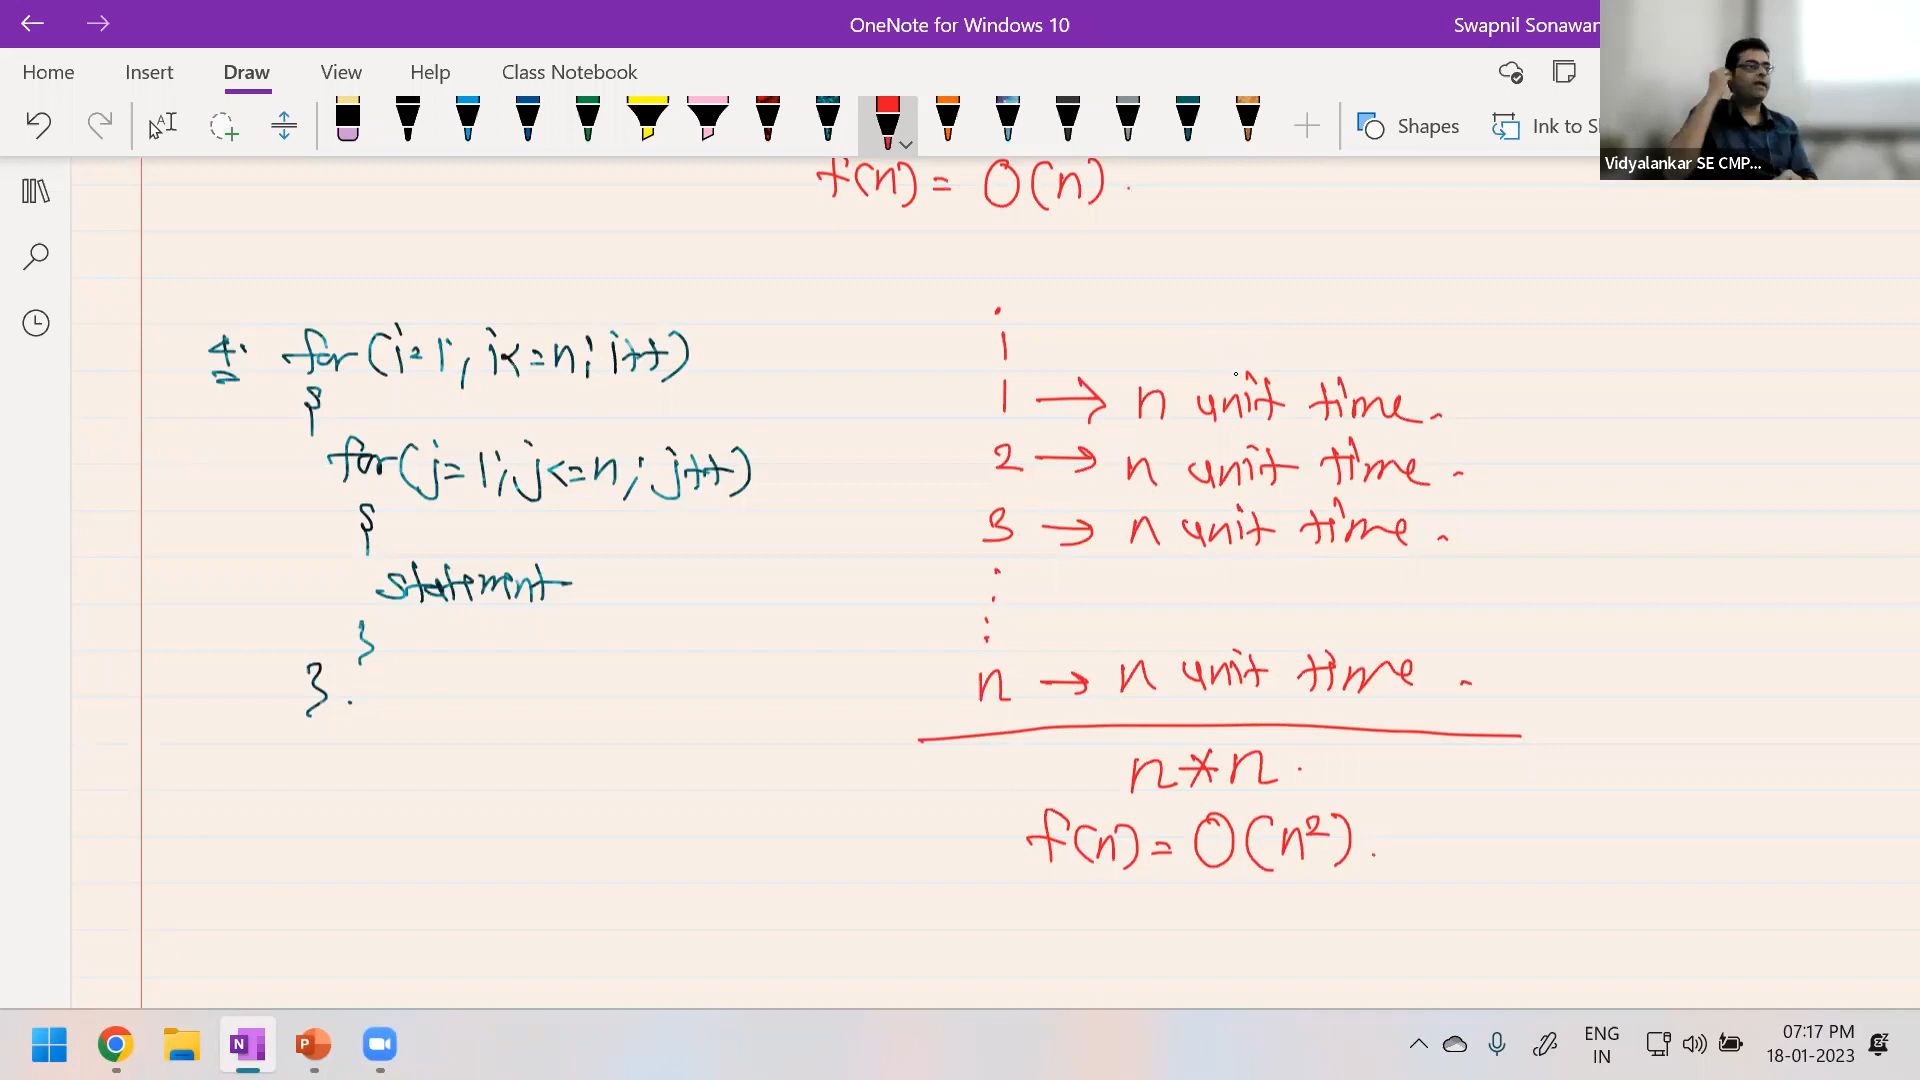 OneNote for Windows 10
Swapnil Sonawan
Home Insert Draw View Help Class Notebook
Shapes
Ink to S
Vidyalankar SE CMP...
f(n) = O(n).
4. for(i=1; i<=n; i++)
{
for(j=1; j<=n; j++)
{
statement
}
}.
i
1 → n unit time.
2 → n unit time.
3 → n unit time.
n → n unit time.
n*n.
f(n) = O(n²).
ENG
IN
07:17 PM
18-01-2023